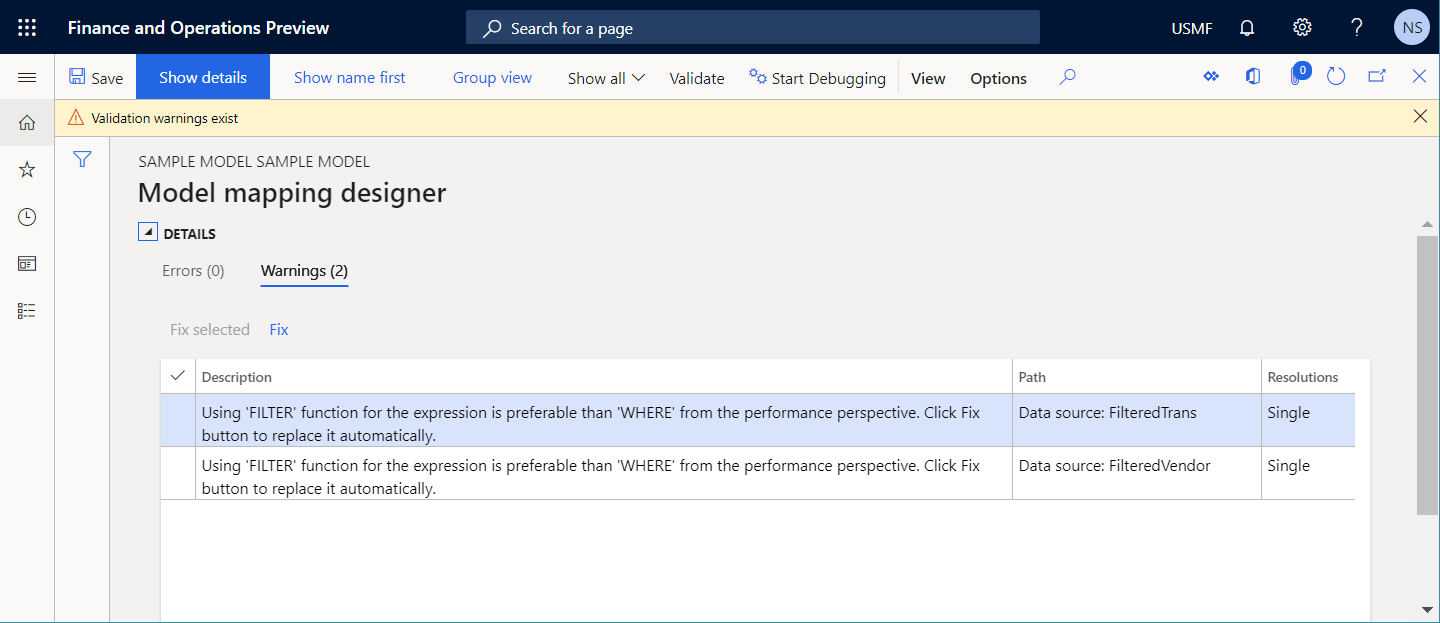 Finance and Operations Preview
Search for a page
USMF
?
NS
Save
Show details
Show name first
Group view
Show all
Validate
Start Debugging
View
Options
0
Validation warnings exist
SAMPLE MODEL SAMPLE MODEL
Model mapping designer
DETAILS
Errors (0)
Warnings (2)
Fix selected
Fix
Description
Path
Resolutions
Using 'FILTER' function for the expression is preferable than 'WHERE' from the performance perspective. Click Fix
button to replace it automatically.
Data source: FilteredTrans
Single
Using 'FILTER' function for the expression is preferable than 'WHERE' from the performance perspective. Click Fix
button to replace it automatically.
Data source: FilteredVendor
Single